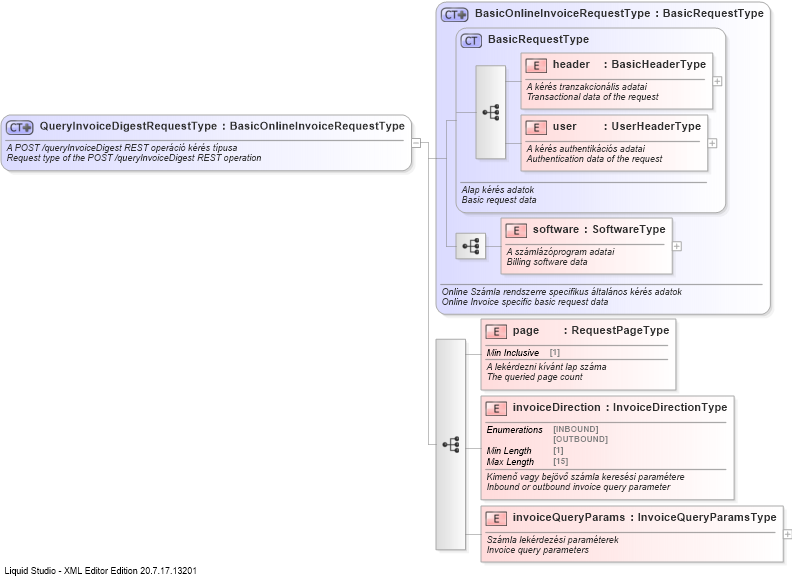 CT BasicOnlineInvoiceRequestType : BasicRequestType
CT BasicRequestType
E header : BasicHeaderType
A kérés tranzakcionális adatai
Transactional data of the request
CT QueryInvoiceDigestRequestType : BasicOnlineInvoiceRequestType
A POST /queryInvoiceDigest REST operáció kérés típusa
Request type of the POST /queryInvoiceDigest REST operation
E user : UserHeaderType
A kérés authentikációs adatai
Authentication data of the request
Alap kérés adatok
Basic request data
E software : SoftwareType
A számlázóprogram adatai
Billing software data
Online Számla rendszerre specifikus általános kérés adatok
Online Invoice specific basic request data
E page : RequestPageType
Min Inclusive [1]
A lekérdezni kívánt lap száma
The queried page count
E invoiceDirection : InvoiceDirectionType
Enumerations [INBOUND]
[OUTBOUND]
Min Length [1]
Max Length [15]
Kimenő vagy bejövő számla keresési paramétere
Inbound or outbound invoice query parameter
E invoiceQueryParams : InvoiceQueryParamsType
Számla lekérdezési paraméterek
Invoice query parameters
Liquid Studio - XML Editor Edition 20.7.17.13201